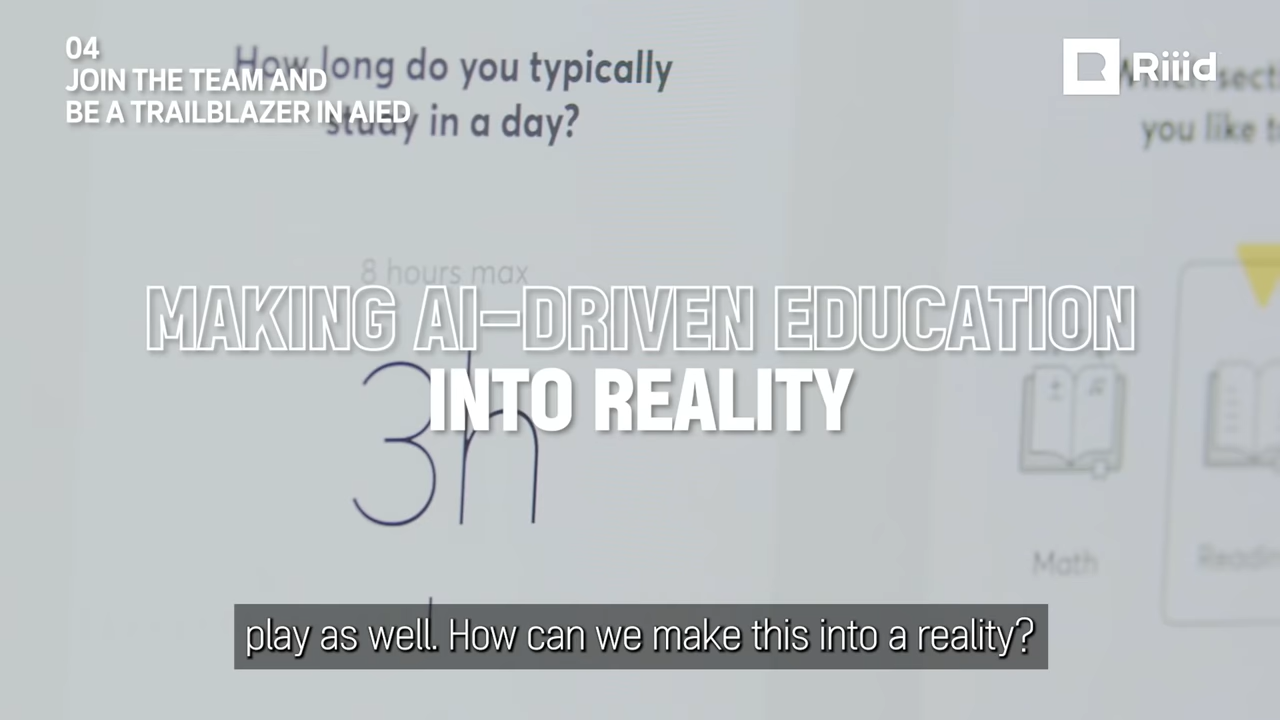 04
JOIN THE TEAM AND
BE A TRAILBLAZER IN AIED
Riiid
How long do you typically
study in a day?
you like
8 hours max
MAKING AI-DRIVEN EDUCATION
INTO REALITY
3h
Math
play as well. How can we make this into a reality?